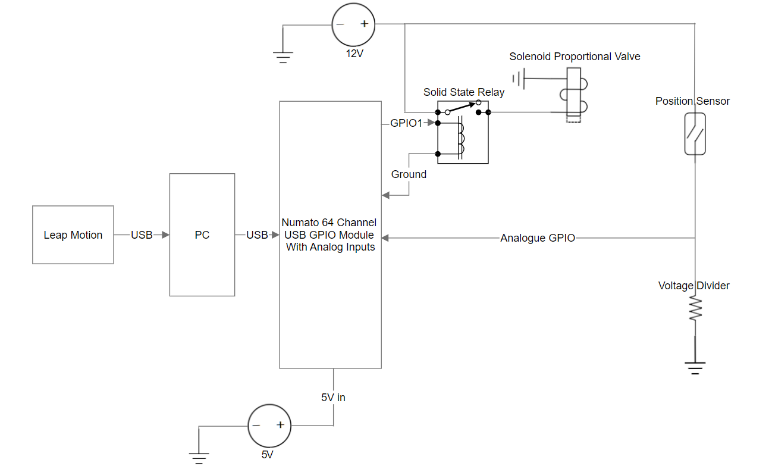 12V
Solenoid Proportional Valve
Solid State Relay
Position Sensor
GPIO1
Ground
Leap Motion
USB
PC
USB
Numato 64 Channel
USB GPIO Module
With Analog Inputs
Analogue GPIO
Voltage Divider
5V in
5V